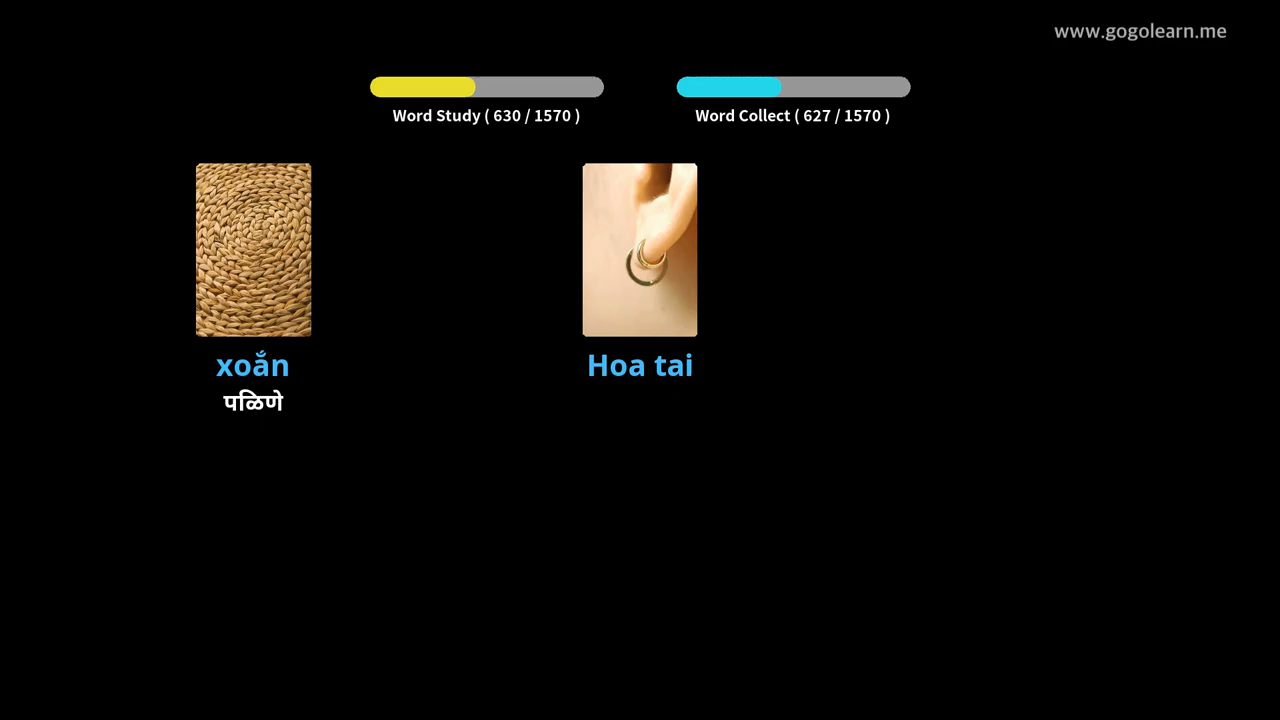 www.gogolearn.me
Word Study ( 630 / 1570 )
Word Collect ( 627 / 1570 )
xoắn
Hoa tai
पळिणे